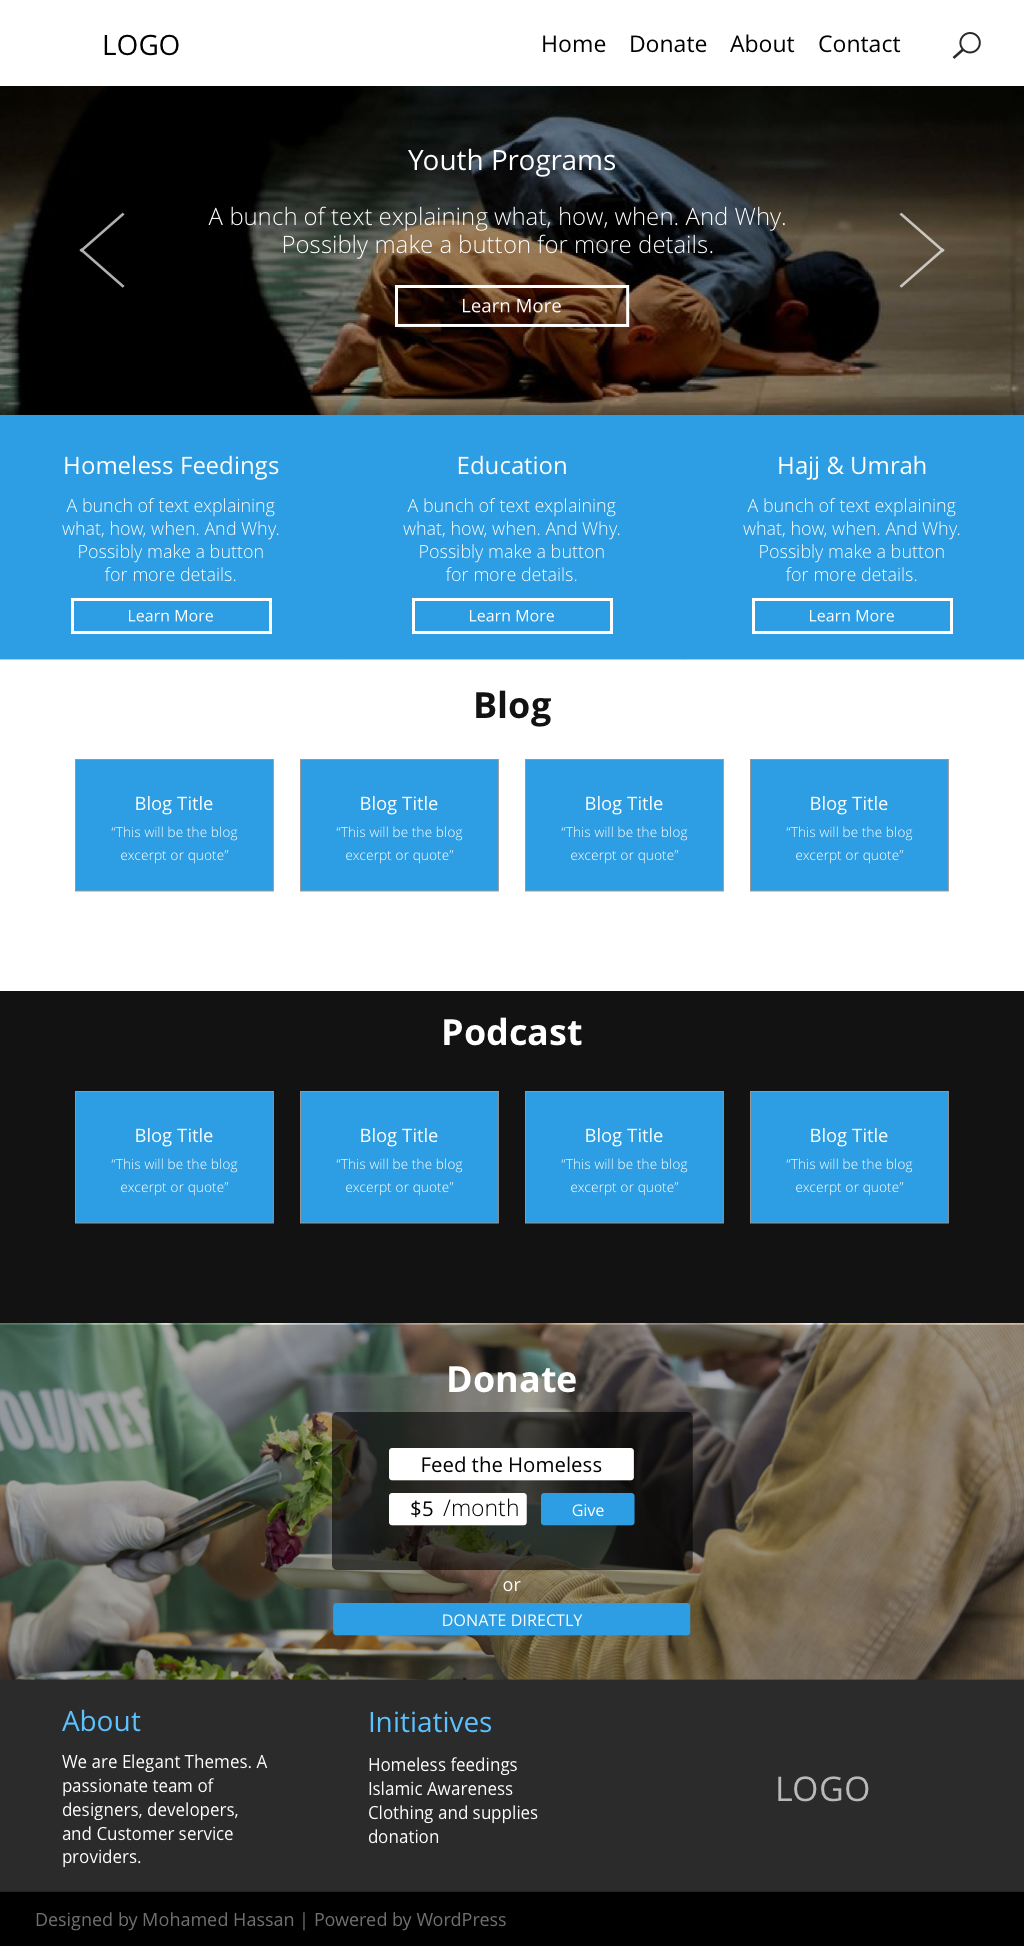 LOGO
Home Donate About Contact
Youth Programs
A bunch of text explaining what, how, when. And Why.
Possibly make a button for more details.
Learn More
Homeless Feedings
A bunch of text explaining
what, how, when. And Why.
Possibly make a button
for more details.
Learn More
Education
A bunch of text explaining
what, how, when. And Why.
Possibly make a button
for more details.
Learn More
Hajj & Umrah
A bunch of text explaining
what, how, when. And Why.
Possibly make a button
for more details.
Learn More
Blog
Blog Title
“This will be the blog
excerpt or quote”
Blog Title
“This will be the blog
excerpt or quote”
Blog Title
“This will be the blog
excerpt or quote”
Blog Title
“This will be the blog
excerpt or quote”
Podcast
Blog Title
“This will be the blog
excerpt or quote”
Blog Title
“This will be the blog
excerpt or quote”
Blog Title
“This will be the blog
excerpt or quote”
Blog Title
“This will be the blog
excerpt or quote”
Donate
VOLUNTEER
Feed the Homeless
$5 /month
Give
or
DONATE DIRECTLY
About
We are Elegant Themes. A
passionate team of
designers, developers,
and Customer service
providers.
Initiatives
Homeless feedings
Islamic Awareness
Clothing and supplies
donation
LOGO
Designed by Mohamed Hassan | Powered by WordPress